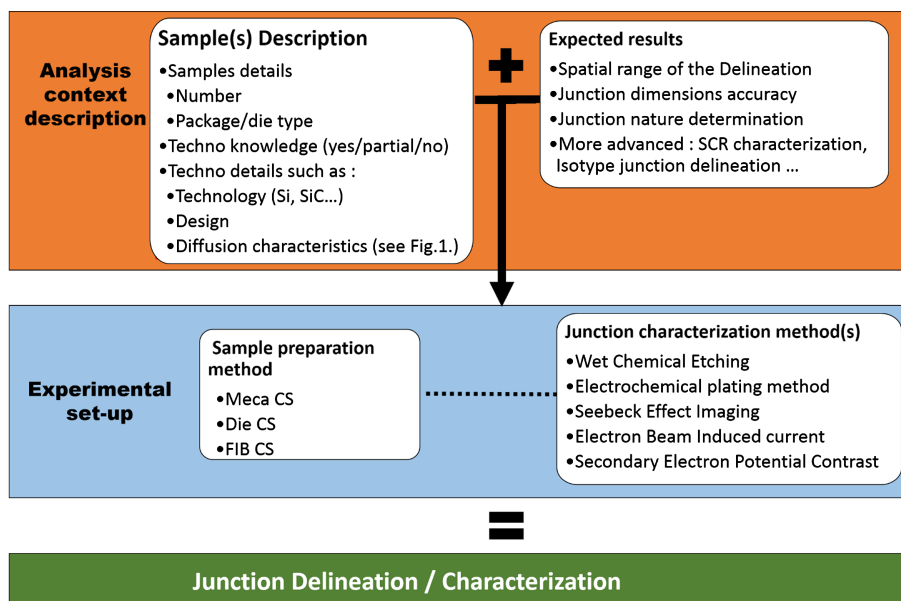 Analysis
context
description
Sample(s) Description
•Samples details
•Number
•Package/die type
•Techno knowledge (yes/partial/no)
•Techno details such as :
•Technology (Si, SiC...)
•Design
•Diffusion characteristics (see Fig.1.)
+
Expected results
•Spatial range of the Delineation
•Junction dimensions accuracy
•Junction nature determination
•More advanced : SCR characterization,
Isotype junction delineation ...
Experimental
set-up
Sample preparation
method
•Meca CS
•Die CS
•FIB CS
Junction characterization method(s)
•Wet Chemical Etching
•Electrochemical plating method
•Seebeck Effect Imaging
•Electron Beam Induced current
•Secondary Electron Potential Contrast
=
Junction Delineation / Characterization